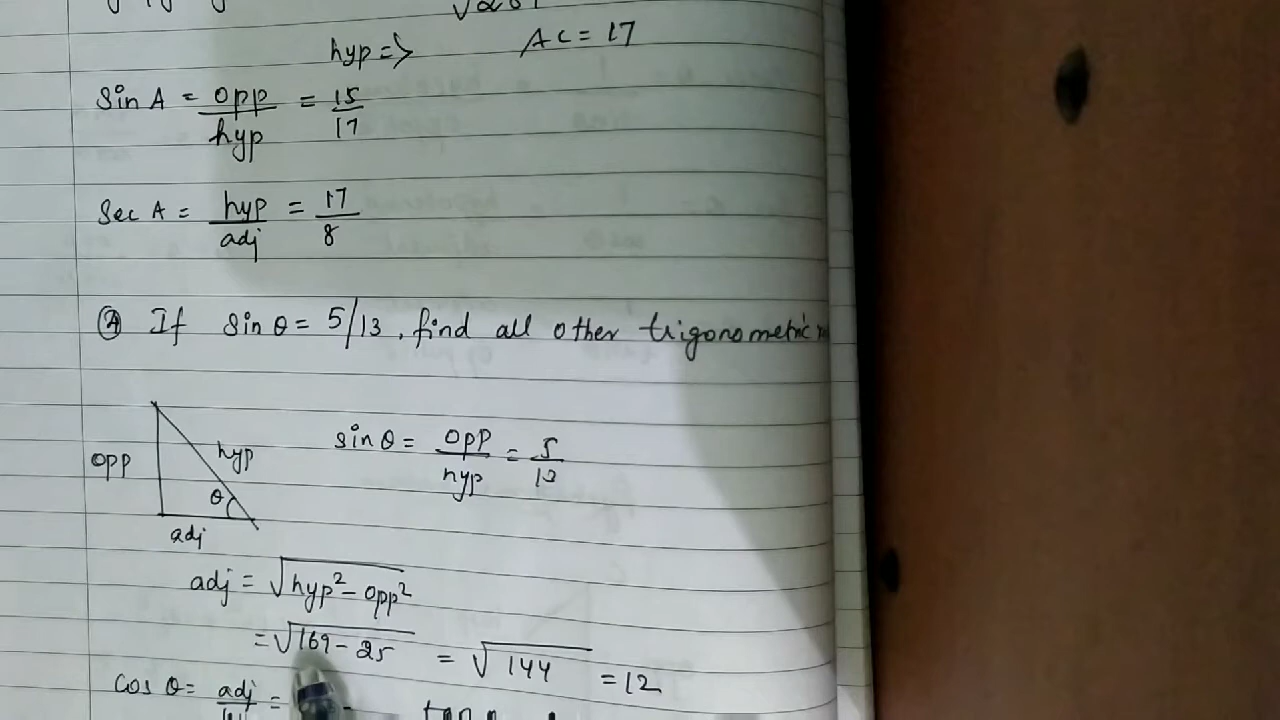 hyp => AC = 17
Sin A = opp/hyp = 15/17
Sec A = hyp/adj = 17/8
④ If Sin θ = 5/13, find all other trigonometric
opp hyp θ adj
sin θ = opp/hyp = 5/13
adj = √hyp² - opp²
= √169 - 25 = √144 = 12
Cos θ = adj/ =